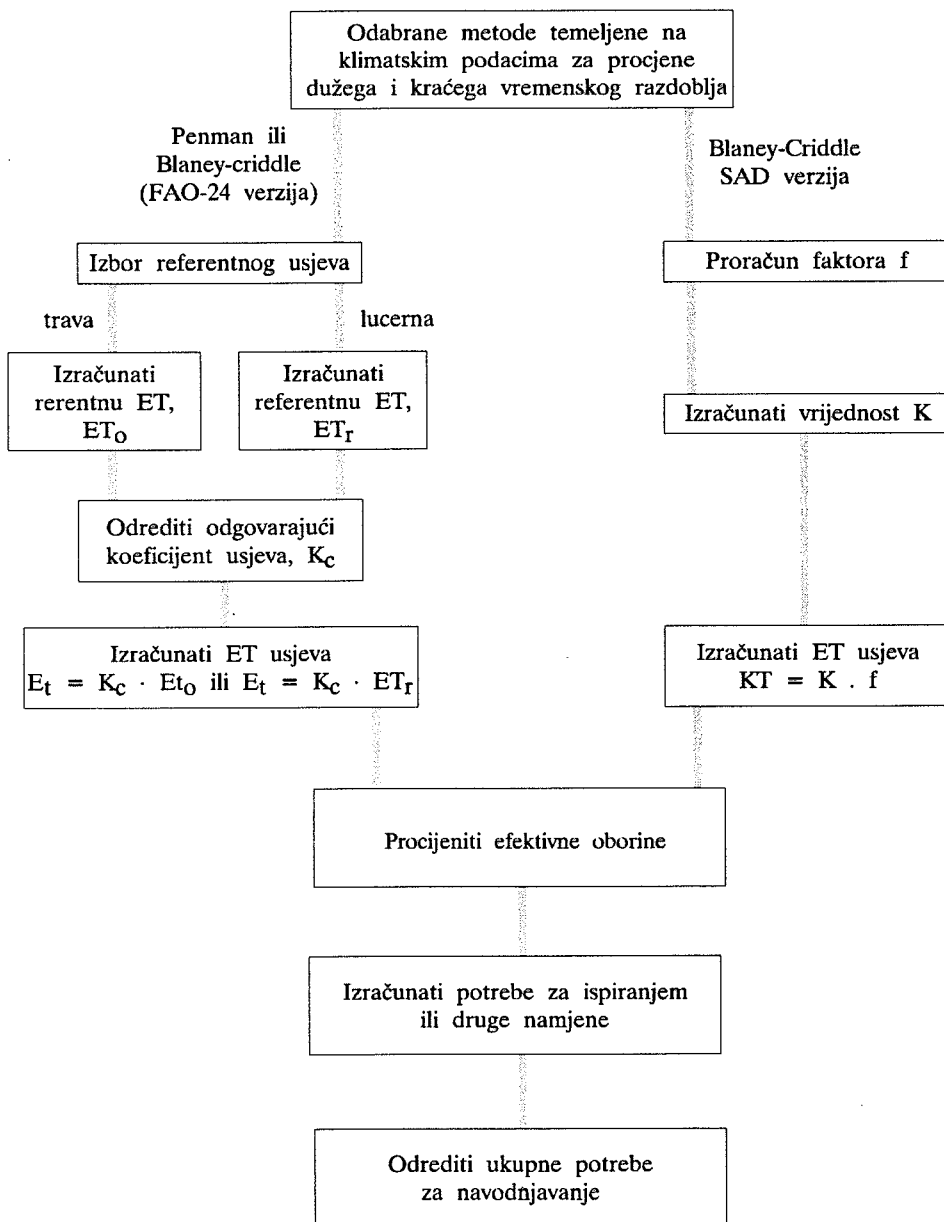 Odabrane metode temeljene na
klimatskim podacima za procjene
dužega i kraćega vremenskog razdoblja
Penman ili
Blaney-criddle
(FAO-24 verzija)
Blaney-Criddle
SAD verzija
Izbor referentnog usjeva
Proračun faktora f
trava
lucerna
Izračunati
rerentnu ET,
ETo
Izračunati
referentnu ET,
ETr
Izračunati vrijednost K
Odrediti odgovarajući
koeficijent usjeva, Kc
Izračunati ET usjeva
Et = Kc · Eto ili Et = Kc · ETr
Izračunati ET usjeva
KT = K . f
Procijeniti efektivne oborine
Izračunati potrebe za ispiranjem
ili druge namjene
Odrediti ukupne potrebe
za navodnjavanje